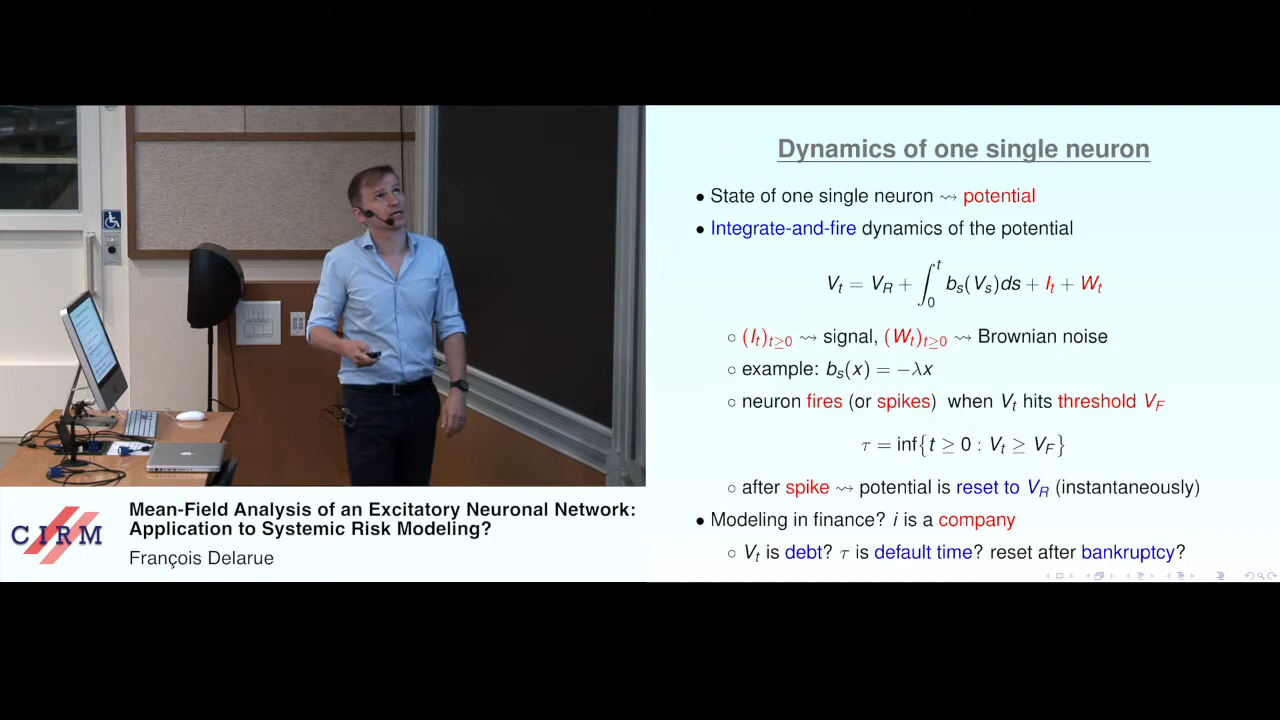 Dynamics of one single neuron
• State of one single neuron ⇝ potential
• Integrate-and-fire dynamics of the potential
V_t = V_R + ∫_0^t b_s(V_s)ds + I_t + W_t
○ (I_t)_{t≥0} ⇝ signal, (W_t)_{t≥0} ⇝ Brownian noise
○ example: b_s(x) = −λx
○ neuron fires (or spikes) when V_t hits threshold V_F
τ = inf{t ≥ 0 : V_t ≥ V_F}
○ after spike ⇝ potential is reset to V_R (instantaneously)
• Modeling in finance? i is a company
○ V_t is debt? τ is default time? reset after bankruptcy?
CIRM
Mean-Field Analysis of an Excitatory Neuronal Network:
Application to Systemic Risk Modeling?
François Delarue